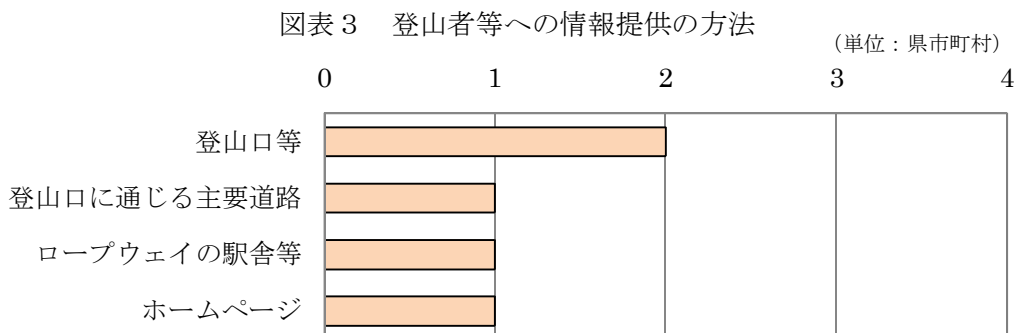 図表３　登山者等への情報提供の方法
（単位：県市町村）
0 1 2 3 4
登山口等
登山口に通じる主要道路
ロープウェイの駅舎等
ホームページ